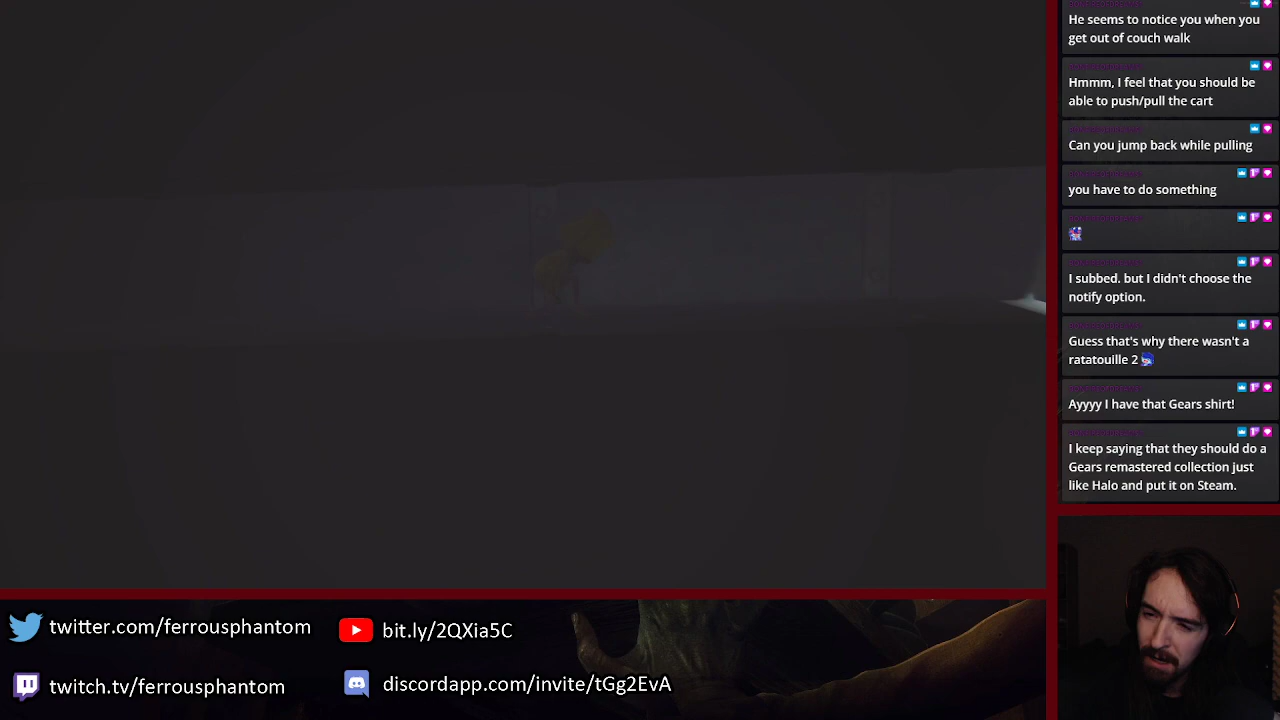 He seems to notice you when you
get out of couch walk
Hmmm, I feel that you should be
able to push/pull the cart
Can you jump back while pulling
you have to do something
I subbed. but I didn't choose the
notify option.
Guess that's why there wasn't a
ratatouille 2
Ayyyy I have that Gears shirt!
I keep saying that they should do a
Gears remastered collection just
like Halo and put it on Steam.
twitter.com/ferrousphantom
bit.ly/2QXia5C
twitch.tv/ferrousphantom
discordapp.com/invite/tGg2EvA